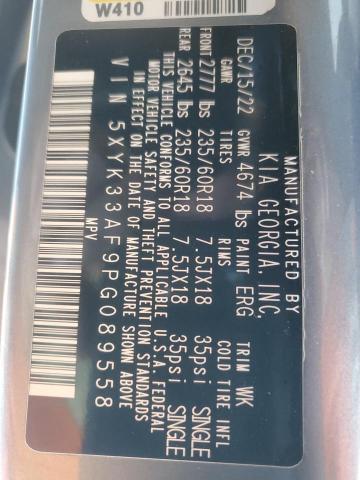 W410
MANUFACTURED BY
KIA GEORGIA, INC.
DEC/15/22 GVWR 4674 lbs PAINT ERG TRIM WK
GAWR TIRES RIMS COLD TIRE INFL
FRONT 2777 lbs 235/60R18 7.5JX18 35psi SINGLE
REAR 2645 lbs 235/60R18 7.5JX18 35psi SINGLE
THIS VEHICLE CONFORMS TO ALL APPLICABLE U.S.A. FEDERAL
MOTOR VEHICLE SAFETY AND THEFT PREVENTION STANDARDS
IN EFFECT ON THE DATE OF MANUFACTURE SHOWN ABOVE
VIN 5XYK33AF9PG089558
MPV